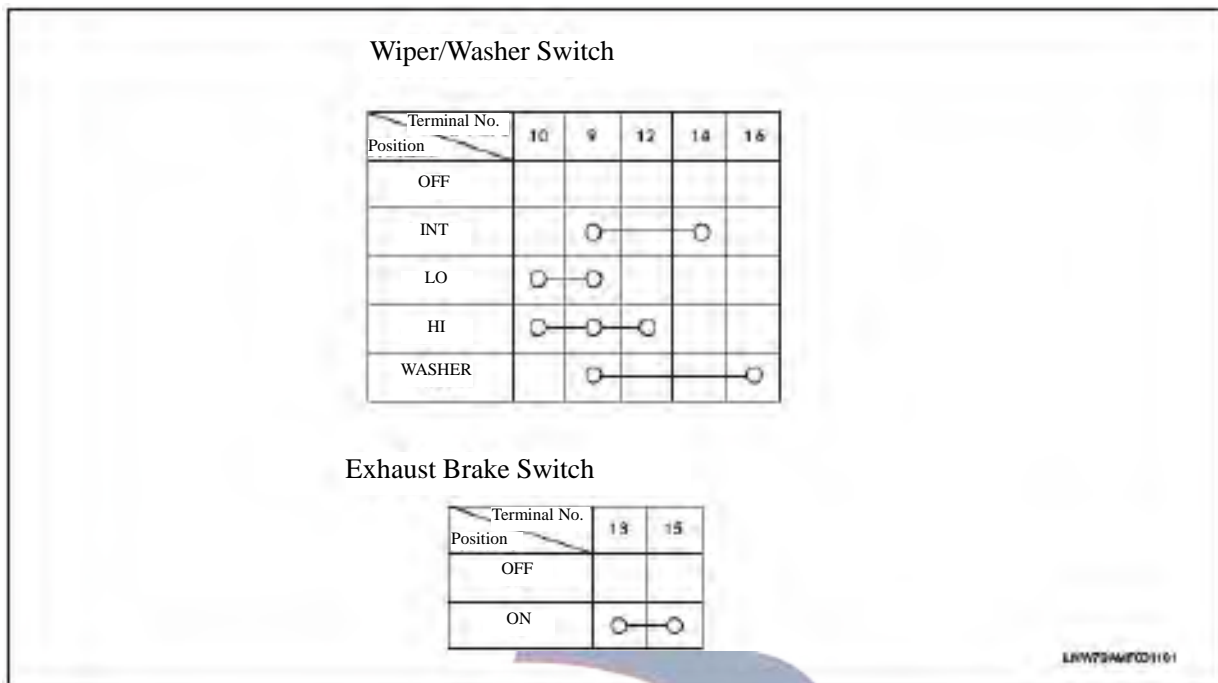 Wiper/Washer Switch
Terminal No.
Position
10 9 12 14 16
OFF
INT
LO
HI
WASHER
Exhaust Brake Switch
Terminal No.
Position
13 15
OFF
ON